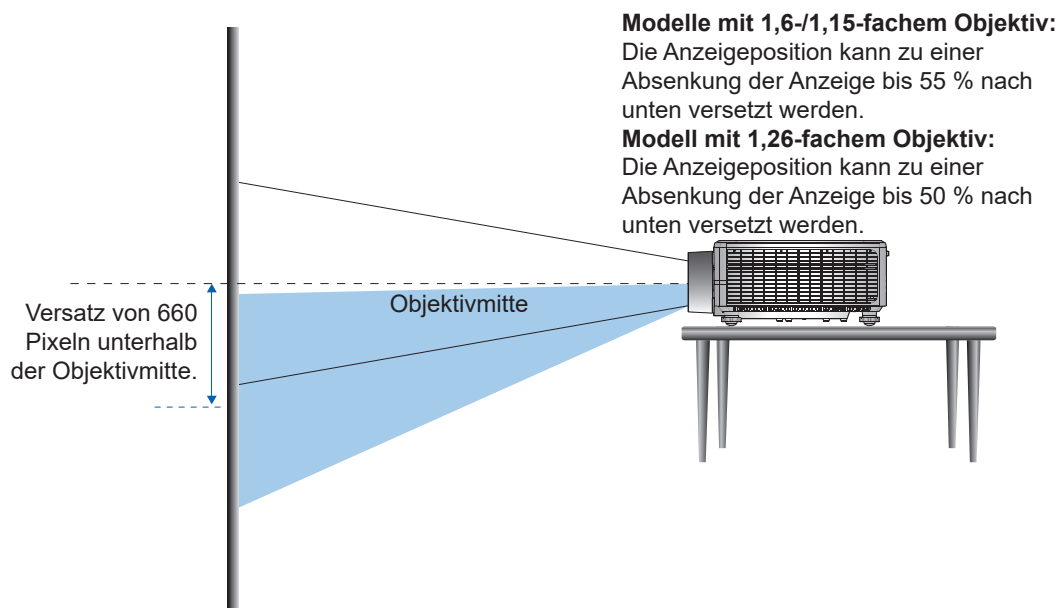 Modelle mit 1,6-/1,15-fachem Objektiv:
Die Anzeigeposition kann zu einer
Absenkung der Anzeige bis 55 % nach
unten versetzt werden.
Modell mit 1,26-fachem Objektiv:
Die Anzeigeposition kann zu einer
Absenkung der Anzeige bis 50 % nach
unten versetzt werden.
Objektivmitte
Versatz von 660
Pixeln unterhalb
der Objektivmitte.